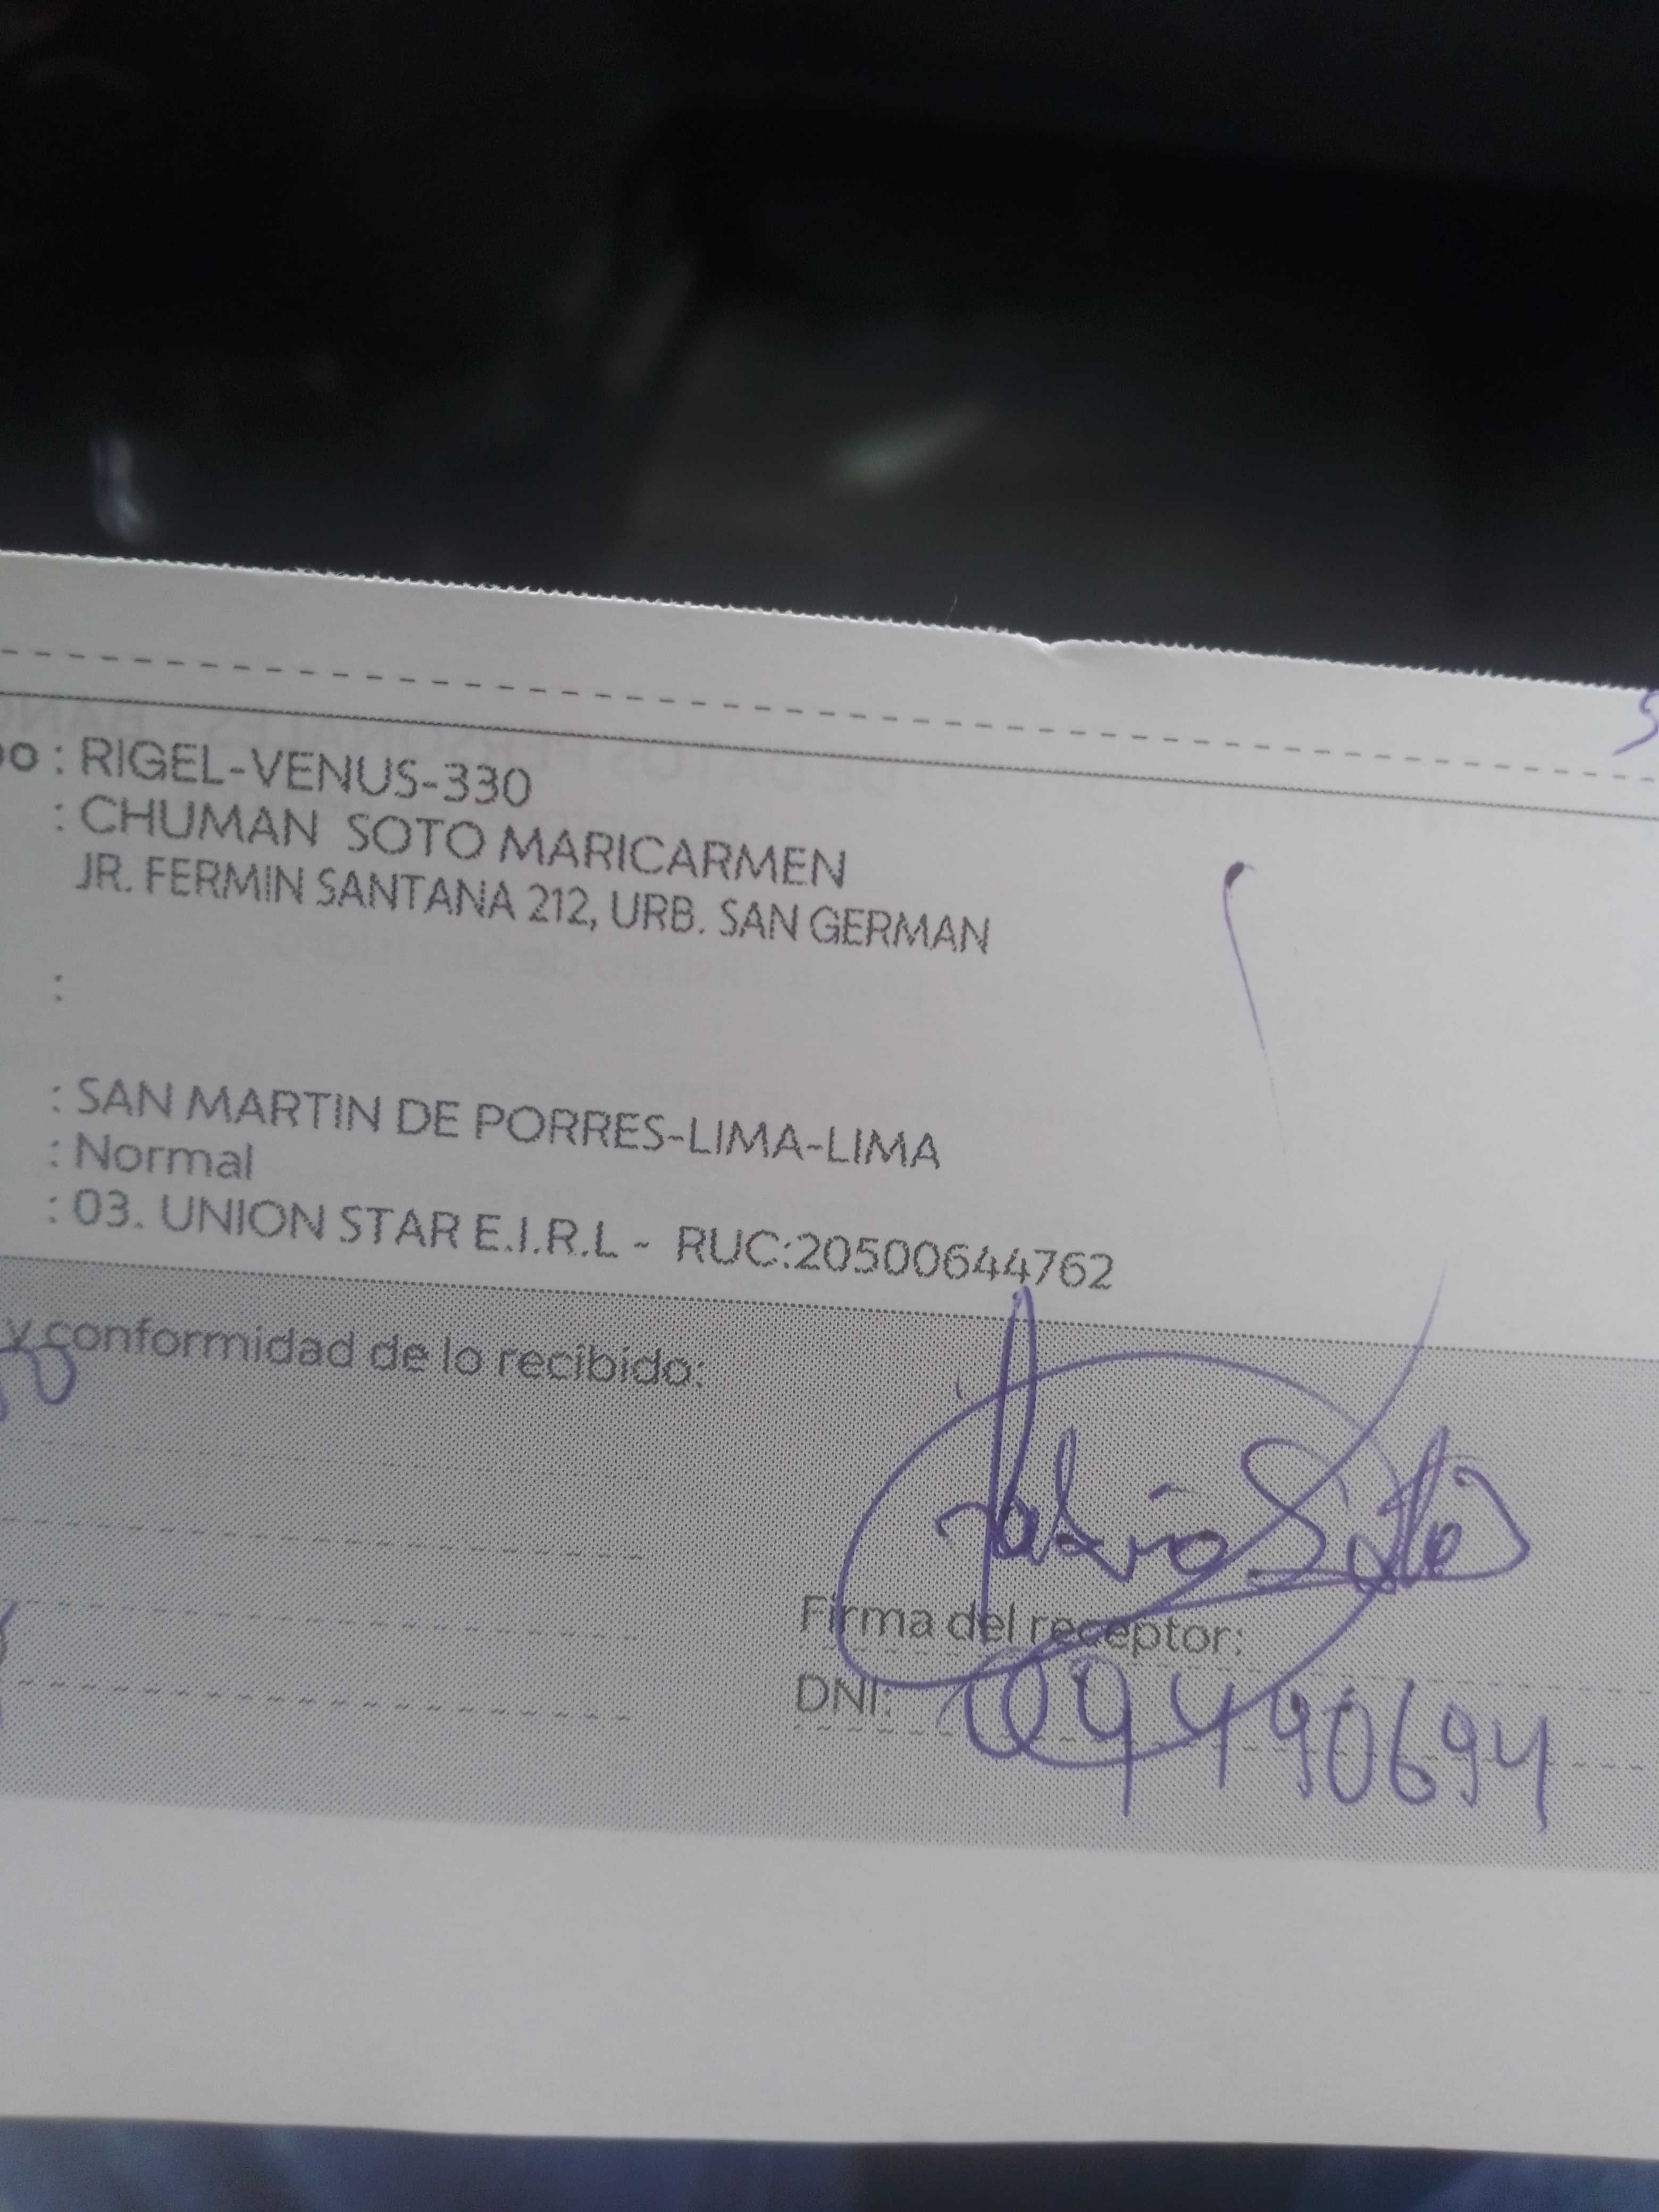 : RIGEL-VENUS-330
: CHUMAN SOTO MARICARMEN
JR. FERMIN SANTANA 212, URB. SAN GERMAN
:
: SAN MARTIN DE PORRES-LIMA-LIMA
: Normal
: 03. UNION STAR E.I.R.L - RUC:20500644762
y conformidad de lo recibido:
Firma del receptor:
DNI: 09490694